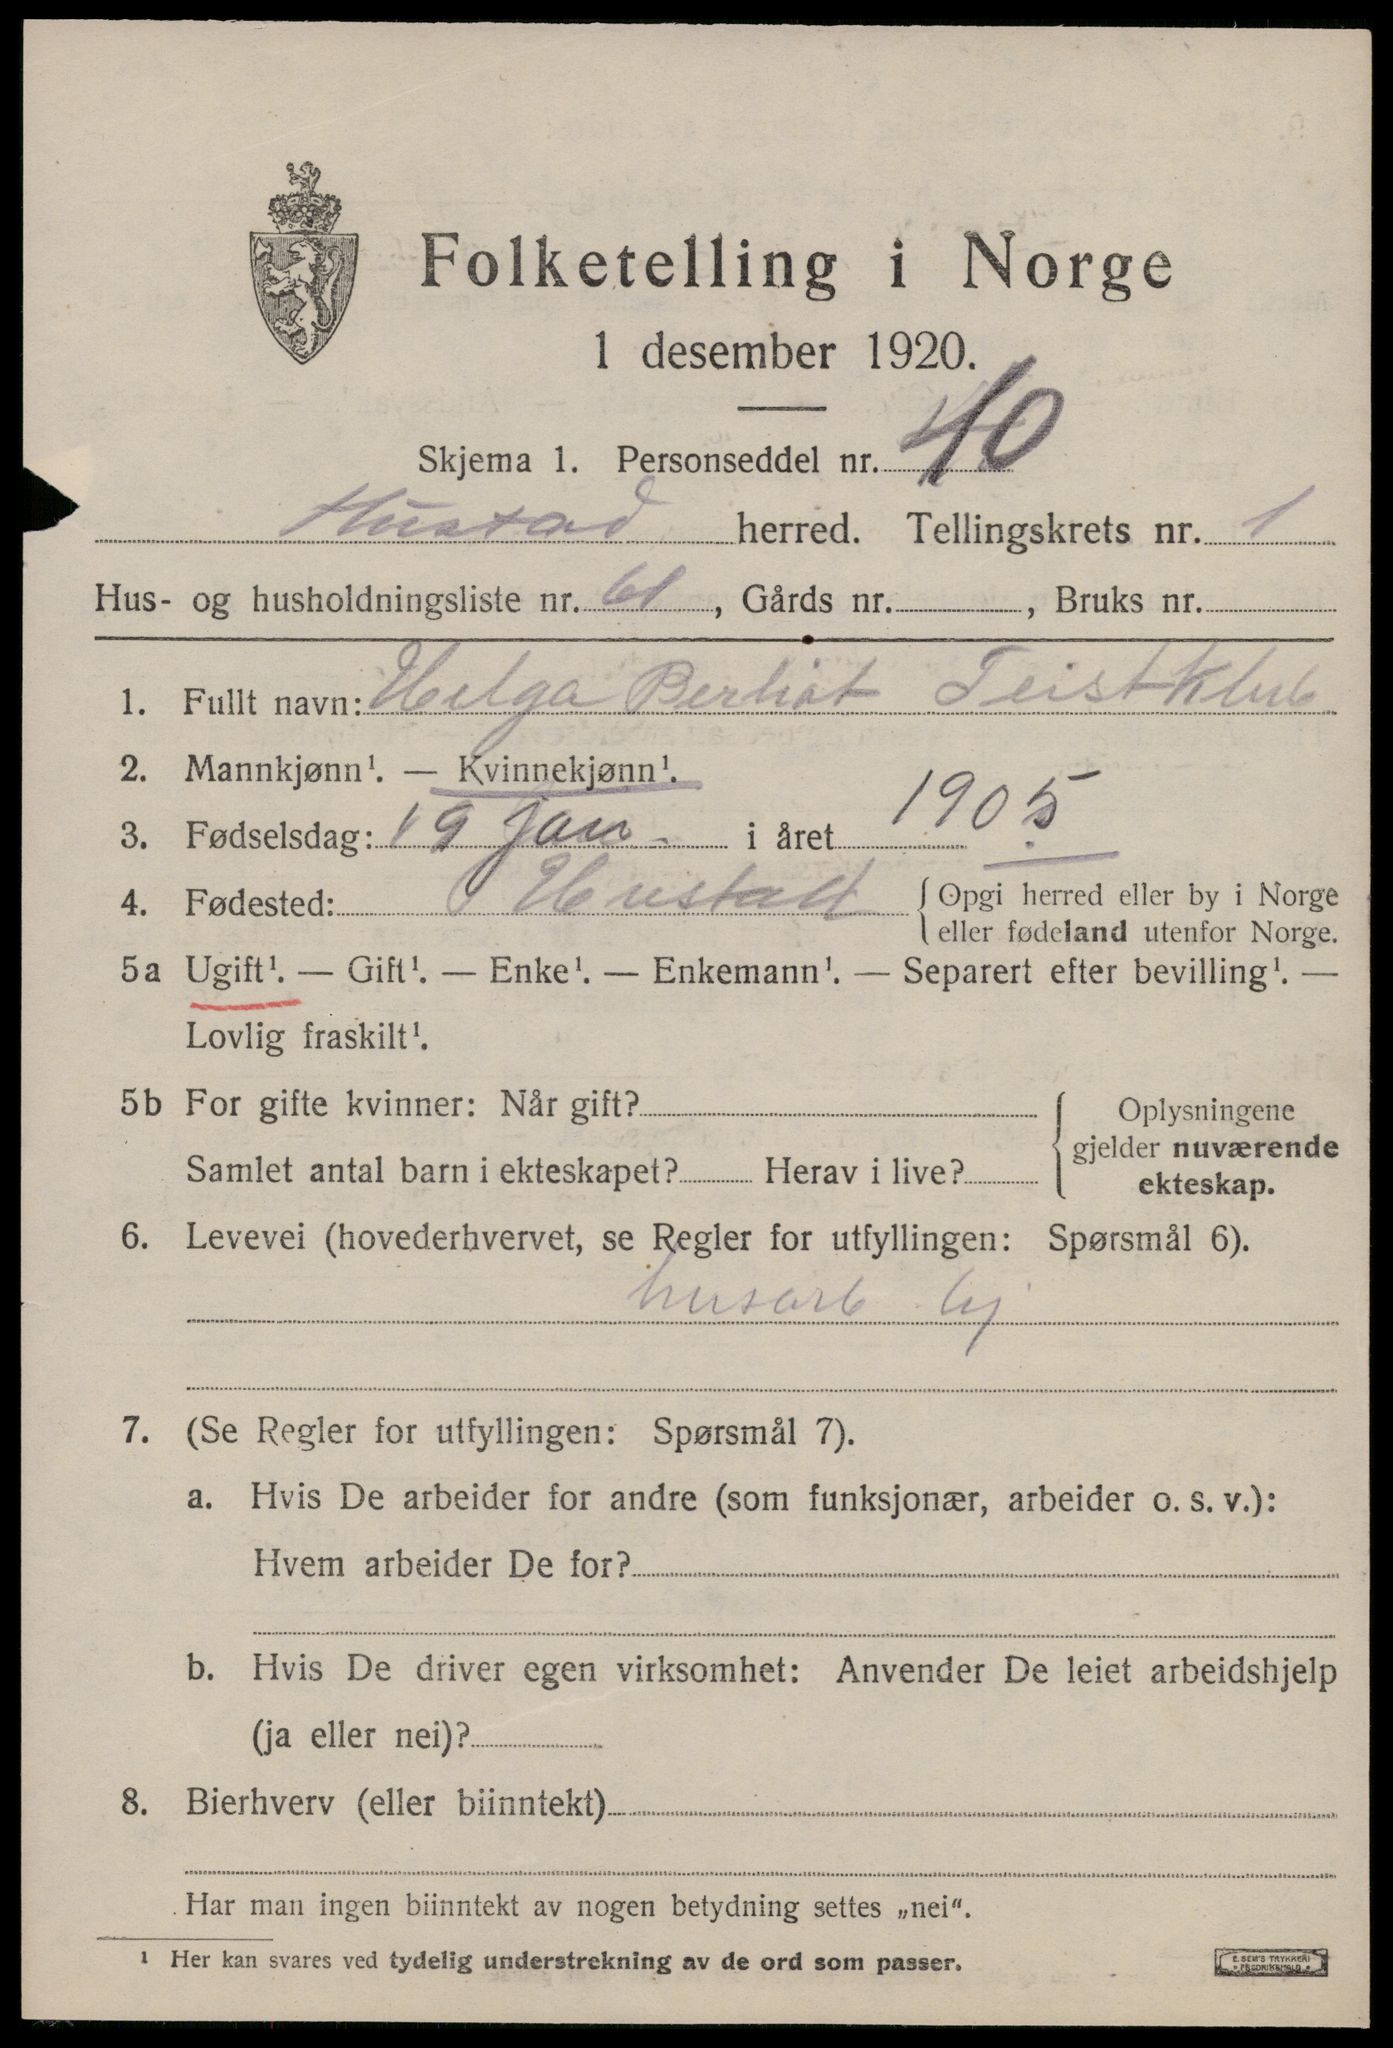 Folketelling i Norge
1 desember 1920.
Skjema 1. Personseddel nr. 40
Hustad herred. Tellingskrets nr. 1
Hus- og husholdningsliste nr. 61, Gårds nr. , Bruks nr.
1. Fullt navn: Helga Berhiat Teistklub
2. Mannkjønn¹. — Kvinnekjønn¹.
3. Fødselsdag: 19 jan. i året 1905
4. Fødested: Hustad { Opgi herred eller by i Norge
eller fødeland utenfor Norge.
5a Ugift¹. — Gift¹. — Enke¹. — Enkemann¹. — Separert efter bevilling¹. —
Lovlig fraskilt¹.
5b For gifte kvinner: Når gift?
Samlet antal barn i ekteskapet? Herav i live?
Oplysningene
gjelder nuværende
ekteskap.
6. Levevei (hovederhvervet, se Regler for utfyllingen: Spørsmål 6).
husarb
7. (Se Regler for utfyllingen: Spørsmål 7).
a. Hvis De arbeider for andre (som funksjonær, arbeider o. s. v.):
Hvem arbeider De for?
b. Hvis De driver egen virksomhet: Anvender De leiet arbeidshjelp
(ja eller nei)?
8. Bierhverv (eller biinntekt)
Har man ingen biinntekt av nogen betydning settes „nei“.
¹ Her kan svares ved tydelig understrekning av de ord som passer.
E. SEM'S TRYKKERI
FREDRIKSHALD